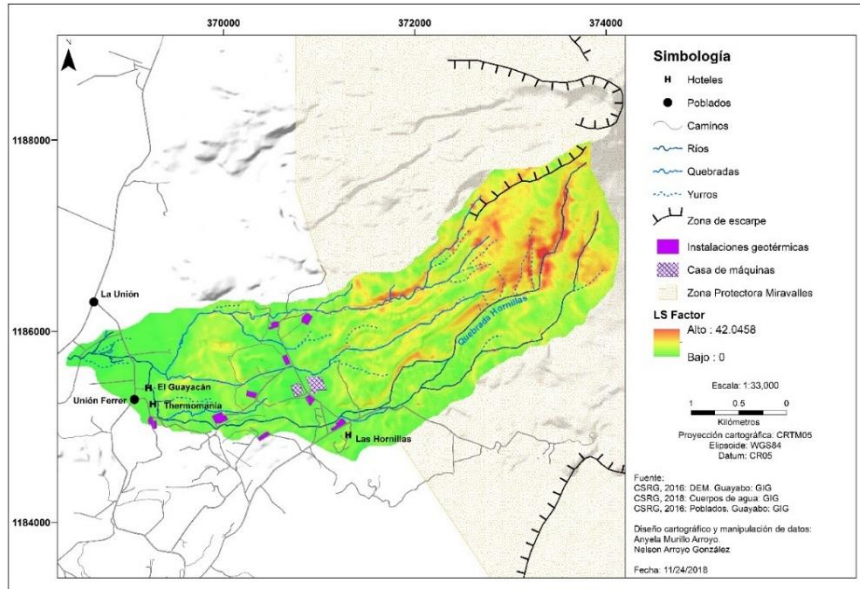 370000
372000
374000
1188000
1186000
1184000
La Unión
El Guayacán
Unión Ferrer
Thermomania
Las Hornillas
Quebrada Hornillas
Simbología
Hoteles
Poblados
Caminos
Ríos
Quebradas
Yurros
Zona de escarpe
Instalaciones geotérmicas
Casa de máquinas
Zona Protectora Miravalles
LS Factor
Alto : 42.0458
Bajo : 0
Escala: 1:33,000
1 0
Kilómetros
Proyección cartográfica: CRTM05
Elipsoide: WGS84
Datum: CR05
Fuente:
CSRG, 2016: DEM. Guayabo: GIG
CSRG, 2018: Cuerpos de agua: GIG
CSRG, 2016: Poblados. Guayabo: GIG
Diseño cartográfico y manipulación de datos:
Anyela Murillo Arroyo.
Nelson Arroyo González
Fecha: 11/24/2018